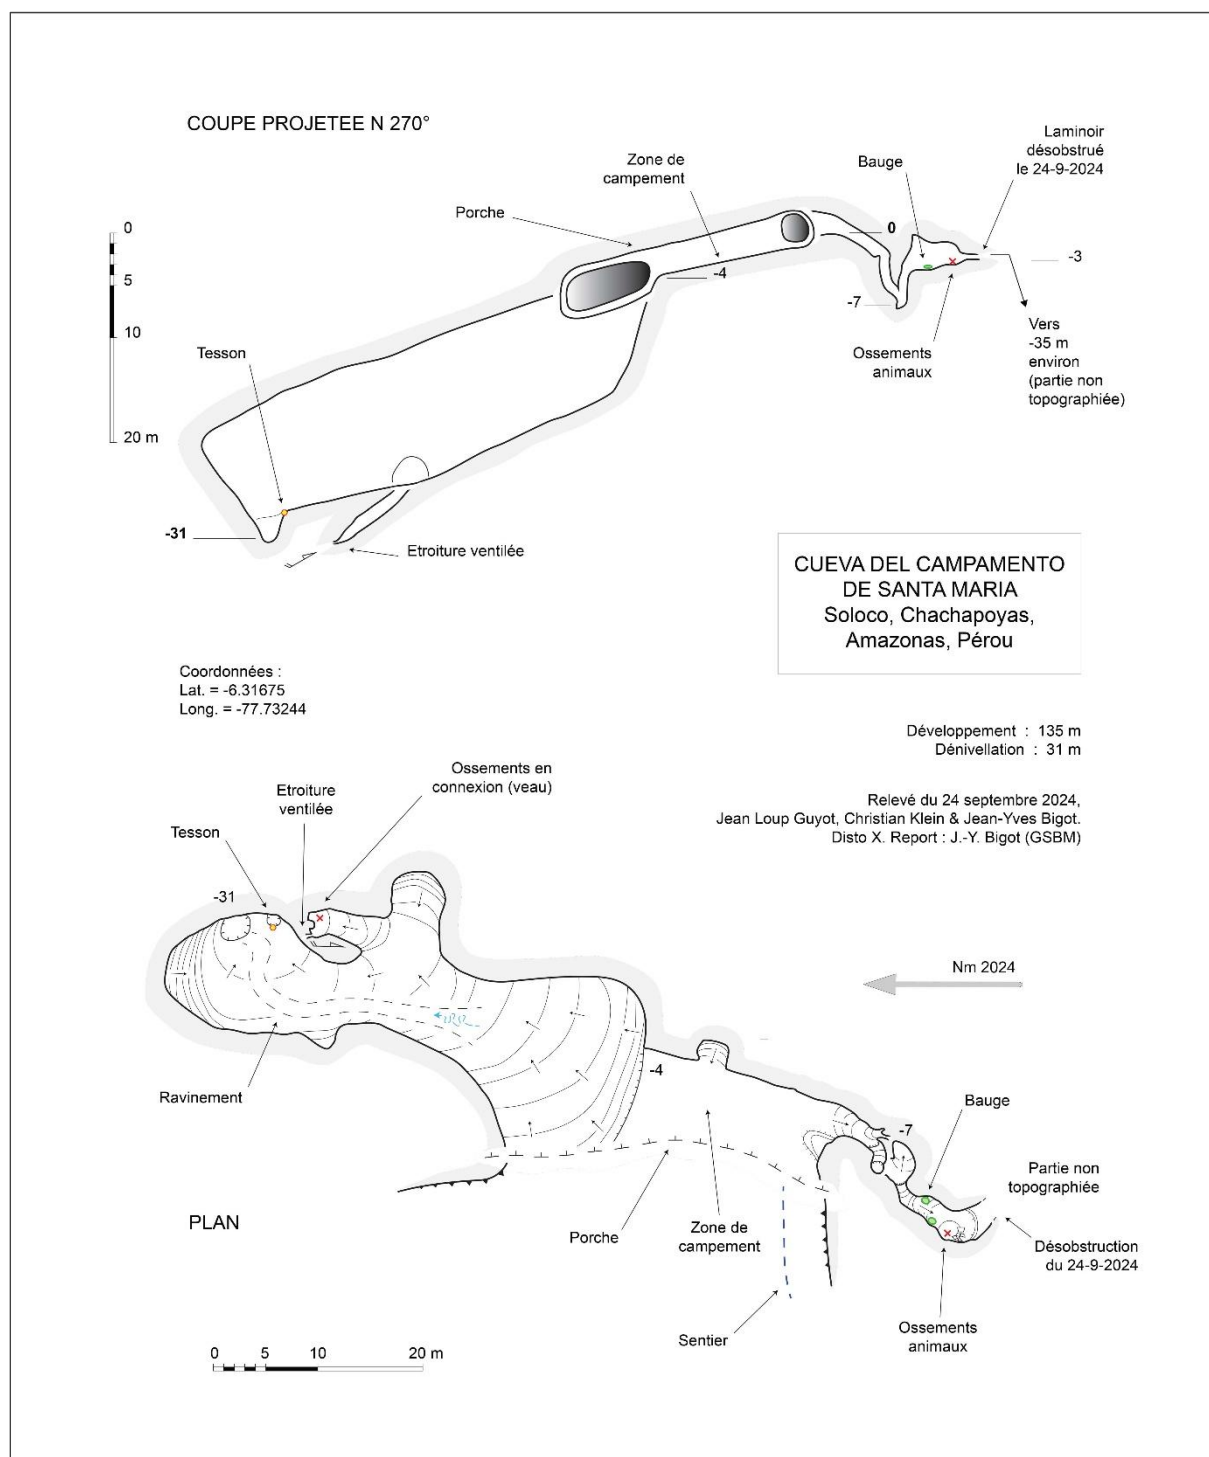 COUPE PROJETEE N 270°
Laminoir
désobstrué
le 24-9-2024
Zone de
campement
Bauge
Porche
0
0
-3
-4
5
-7
10
Vers
-35 m
environ
(partie non
topographiée)
Ossements
animaux
Tesson
20 m
-31
Etroiture ventilée
CUEVA DEL CAMPAMENTO
DE SANTA MARIA
Soloco, Chachapoyas,
Amazonas, Pérou
Coordonnées :
Lat. = -6.31675
Long. = -77.73244
Développement : 135 m
Dénivellation : 31 m
Relevé du 24 septembre 2024,
Jean Loup Guyot, Christian Klein & Jean-Yves Bigot.
Disto X. Report : J.-Y. Bigot (GSBM)
Ossements en
connexion (veau)
Etroiture
ventilée
Tesson
-31
Nm 2024
-4
Ravinement
-7
Bauge
Partie non
topographiée
PLAN
Porche
Zone de
campement
Désobstruction
du 24-9-2024
Sentier
Ossements
animaux
0 5 10 20 m